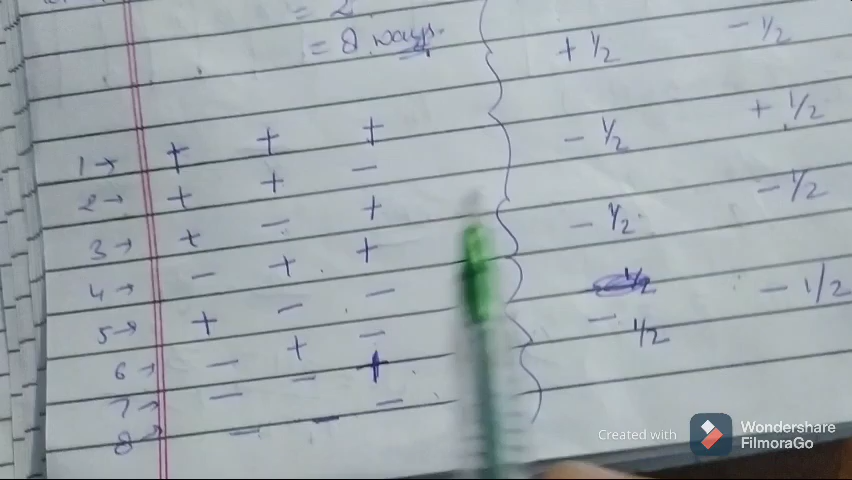 = 2
= 8 ways.
+ 1/2 - 1/2
- 1/2 + 1/2
- 1/2 - 1/2
- 1/2 - 1/2
1→ + + +
2→ + + -
3→ + - +
4→ - + +
5→ + - -
6→ - + -
7→ - - +
8→ - - -
Created with Wondershare
FilmoraGo